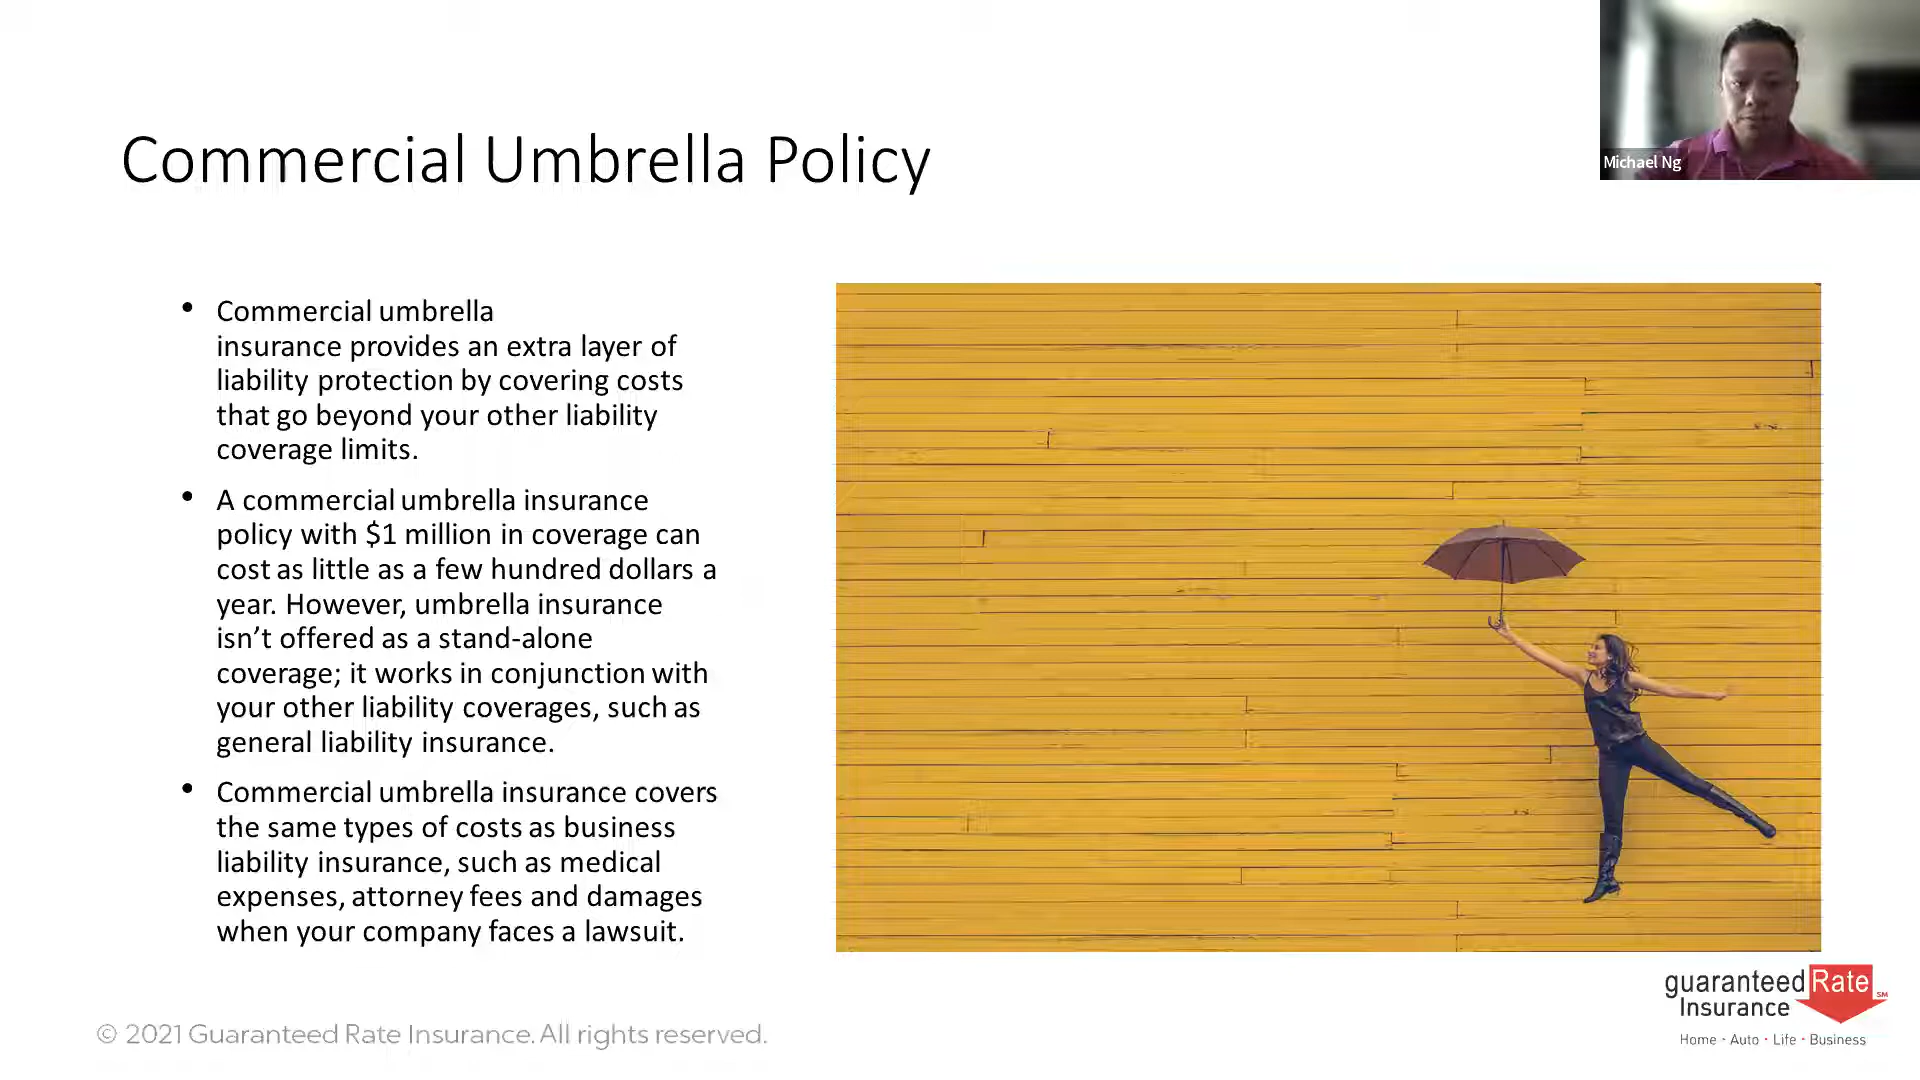 Michael Ng
Commercial Umbrella Policy
• Commercial umbrella
insurance provides an extra layer of
liability protection by covering costs
that go beyond your other liability
coverage limits.
• A commercial umbrella insurance
policy with $1 million in coverage can
cost as little as a few hundred dollars a
year. However, umbrella insurance
isn’t offered as a stand-alone
coverage; it works in conjunction with
your other liability coverages, such as
general liability insurance.
• Commercial umbrella insurance covers
the same types of costs as business
liability insurance, such as medical
expenses, attorney fees and damages
when your company faces a lawsuit.
guaranteed Rate
Insurance SM
Home · Auto · Life · Business
© 2021 Guaranteed Rate Insurance. All rights reserved.